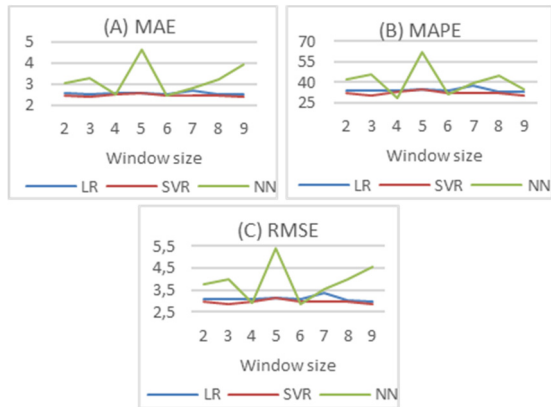 (A) MAE
5
4
3
2
2 3 4 5 6 7 8 9
Window size
LR SVR NN
(B) MAPE
70
55
40
25
2 3 4 5 6 7 8 9
Window size
LR SVR NN
(C) RMSE
5,5
4,5
3,5
2,5
2 3 4 5 6 7 8 9
Window size
LR SVR NN